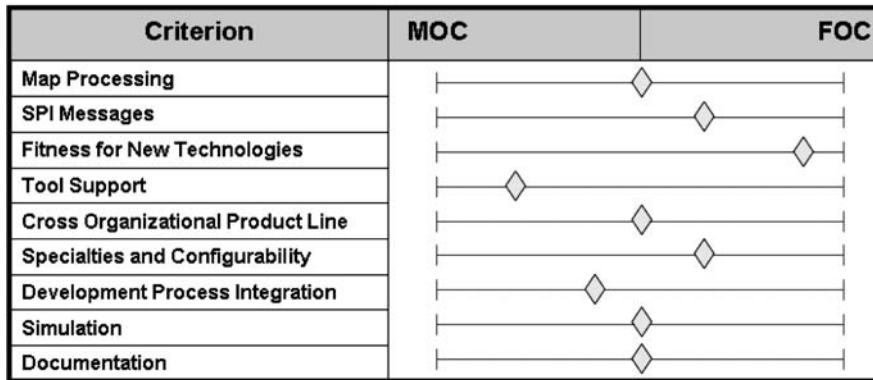 Criterion MOC FOC
Map Processing
SPI Messages
Fitness for New Technologies
Tool Support
Cross Organizational Product Line
Specialties and Configurability
Development Process Integration
Simulation
Documentation